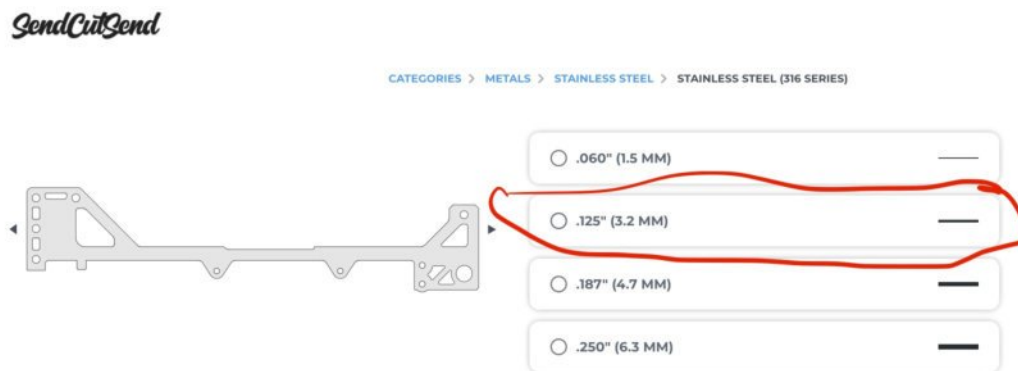 SendCutSend
CATEGORIES > METALS > STAINLESS STEEL > STAINLESS STEEL (316 SERIES)
.060" (1.5 MM)
.125" (3.2 MM)
.187" (4.7 MM)
.250" (6.3 MM)